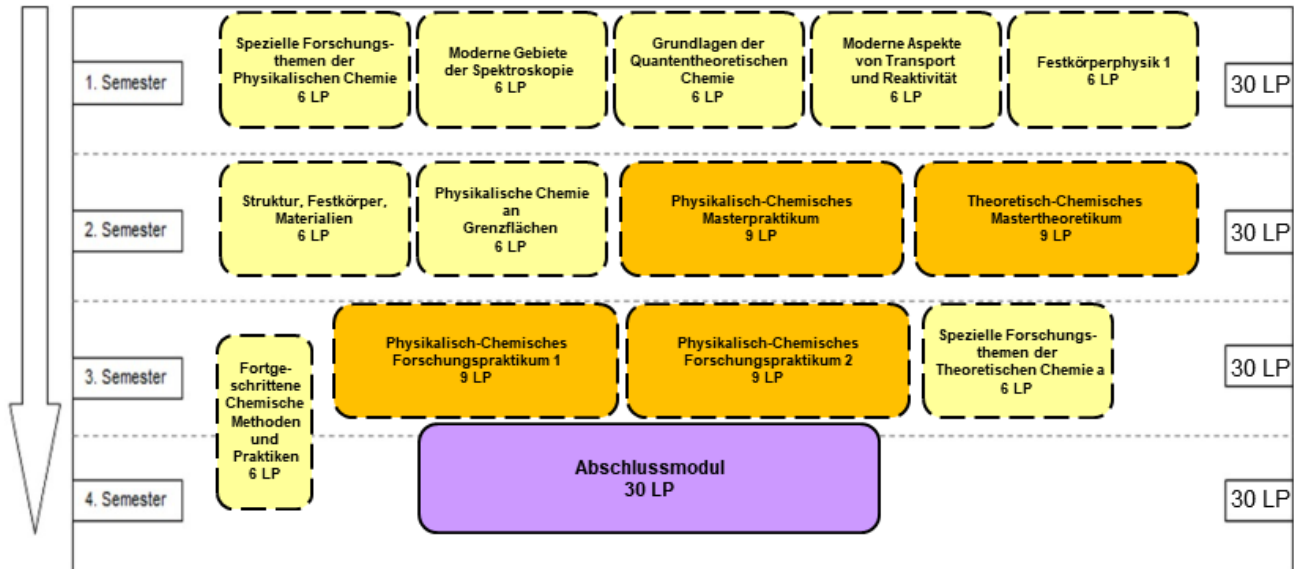 1. Semester
Spezielle Forschungs-
themen der
Physikalischen Chemie
6 LP
Moderne Gebiete
der Spektroskopie
6 LP
Grundlagen der
Quantentheoretischen
Chemie
6 LP
Moderne Aspekte
von Transport
und Reaktivität
6 LP
Festkörperphysik 1
6 LP
30 LP
2. Semester
Struktur, Festkörper,
Materialien
6 LP
Physikalische Chemie
an
Grenzflächen
6 LP
Physikalisch-Chemisches
Masterpraktikum
9 LP
Theoretisch-Chemisches
Mastertheoretikum
9 LP
30 LP
3. Semester
Fortge-
schrittene
Chemische
Methoden
und
Praktiken
6 LP
Physikalisch-Chemisches
Forschungspraktikum 1
9 LP
Physikalisch-Chemisches
Forschungspraktikum 2
9 LP
Spezielle Forschungs-
themen der
Theoretischen Chemie a
6 LP
30 LP
4. Semester
Abschlussmodul
30 LP
30 LP